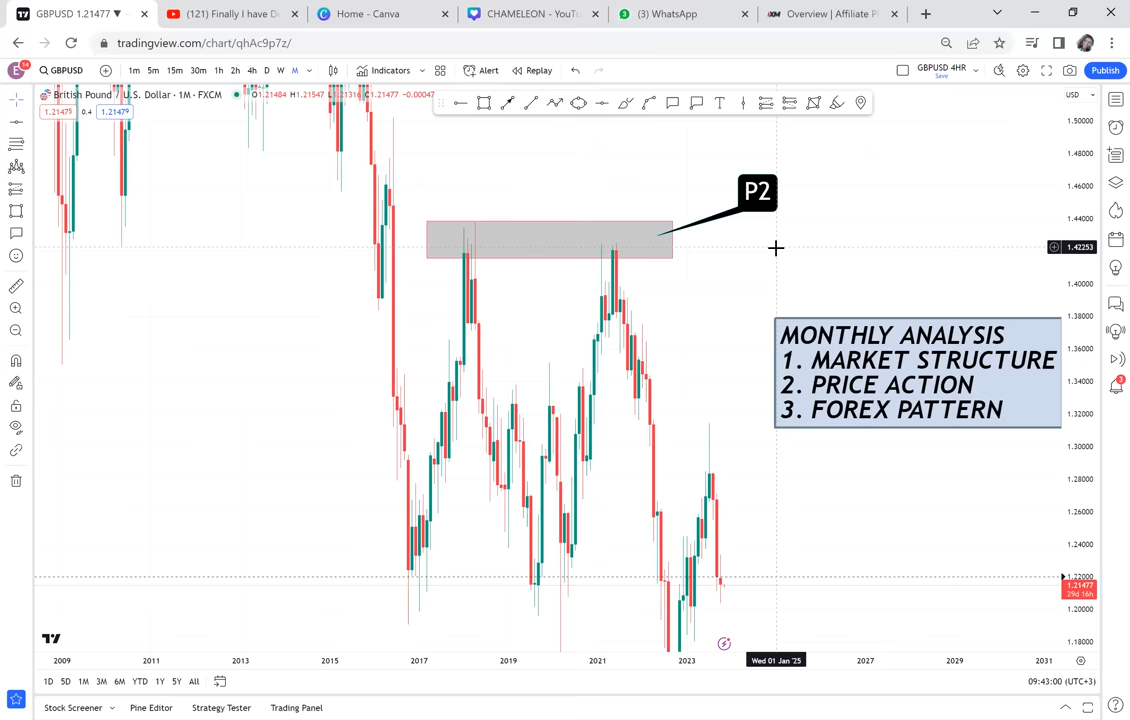 GBPUSD 1.21477 ▼
(121) Finally I have D
Home - Canva
CHAMELEON - YouTu
(3) WhatsApp
Overview | Affiliate P
tradingview.com/chart/qhAc9p7z/
E
14
GBPUSD
1m 5m 15m 30m 1h 2h 4h D W M
Indicators
Alert
Replay
GBPUSD 4HR
Save
Publish
British Pound / U.S. Dollar · 1M · FXCM
O1.21484 H1.21547 L1.21316 C1.21477 -0.00047
USD
1.21475
0.4
1.21479
1.50000
1.48000
1.46000
P2
1.44000
1.42253
1.40000
1.38000
MONTHLY ANALYSIS
1. MARKET STRUCTURE
1.36000
2. PRICE ACTION
1.34000
3. FOREX PATTERN
1.32000
3
1.30000
1.28000
1.26000
1.24000
1.22000
1.21477
29d 16h
1.20000
1.18000
2009 2011 2013 2015 2017 2019 2021 2023 Wed 01 Jan '25 2027 2029 2031
1D 5D 1M 3M 6M YTD 1Y 5Y All
09:43:00 (UTC+3)
Stock Screener
Pine Editor
Strategy Tester
Trading Panel